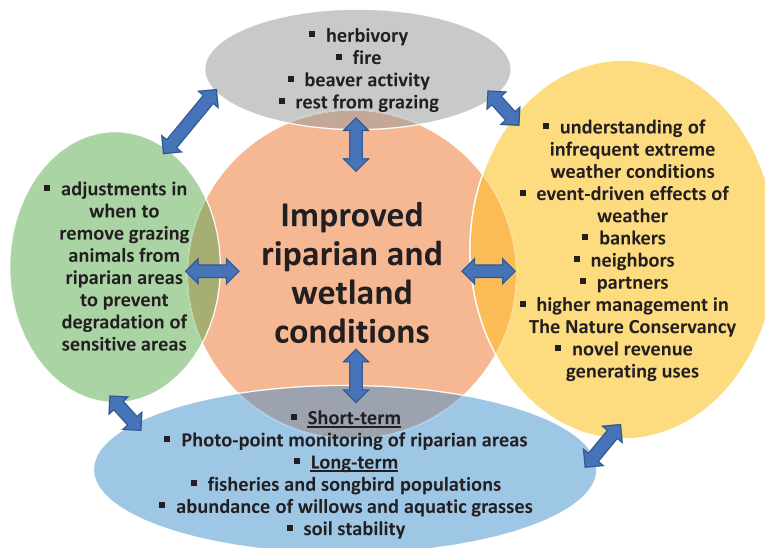 ▪ herbivory
▪ fire
▪ beaver activity
▪ rest from grazing
▪ adjustments in
when to
remove grazing
animals from
riparian areas
to prevent
degradation of
sensitive areas
Improved
riparian and
wetland
conditions
▪ understanding of
infrequent extreme
weather conditions
▪ event-driven effects of
weather
▪ bankers
▪ neighbors
▪ partners
▪ higher management in
The Nature Conservancy
▪ novel revenue
generating uses
▪ Short-term
▪ Photo-point monitoring of riparian areas
▪ Long-term
▪ fisheries and songbird populations
▪ abundance of willows and aquatic grasses
▪ soil stability